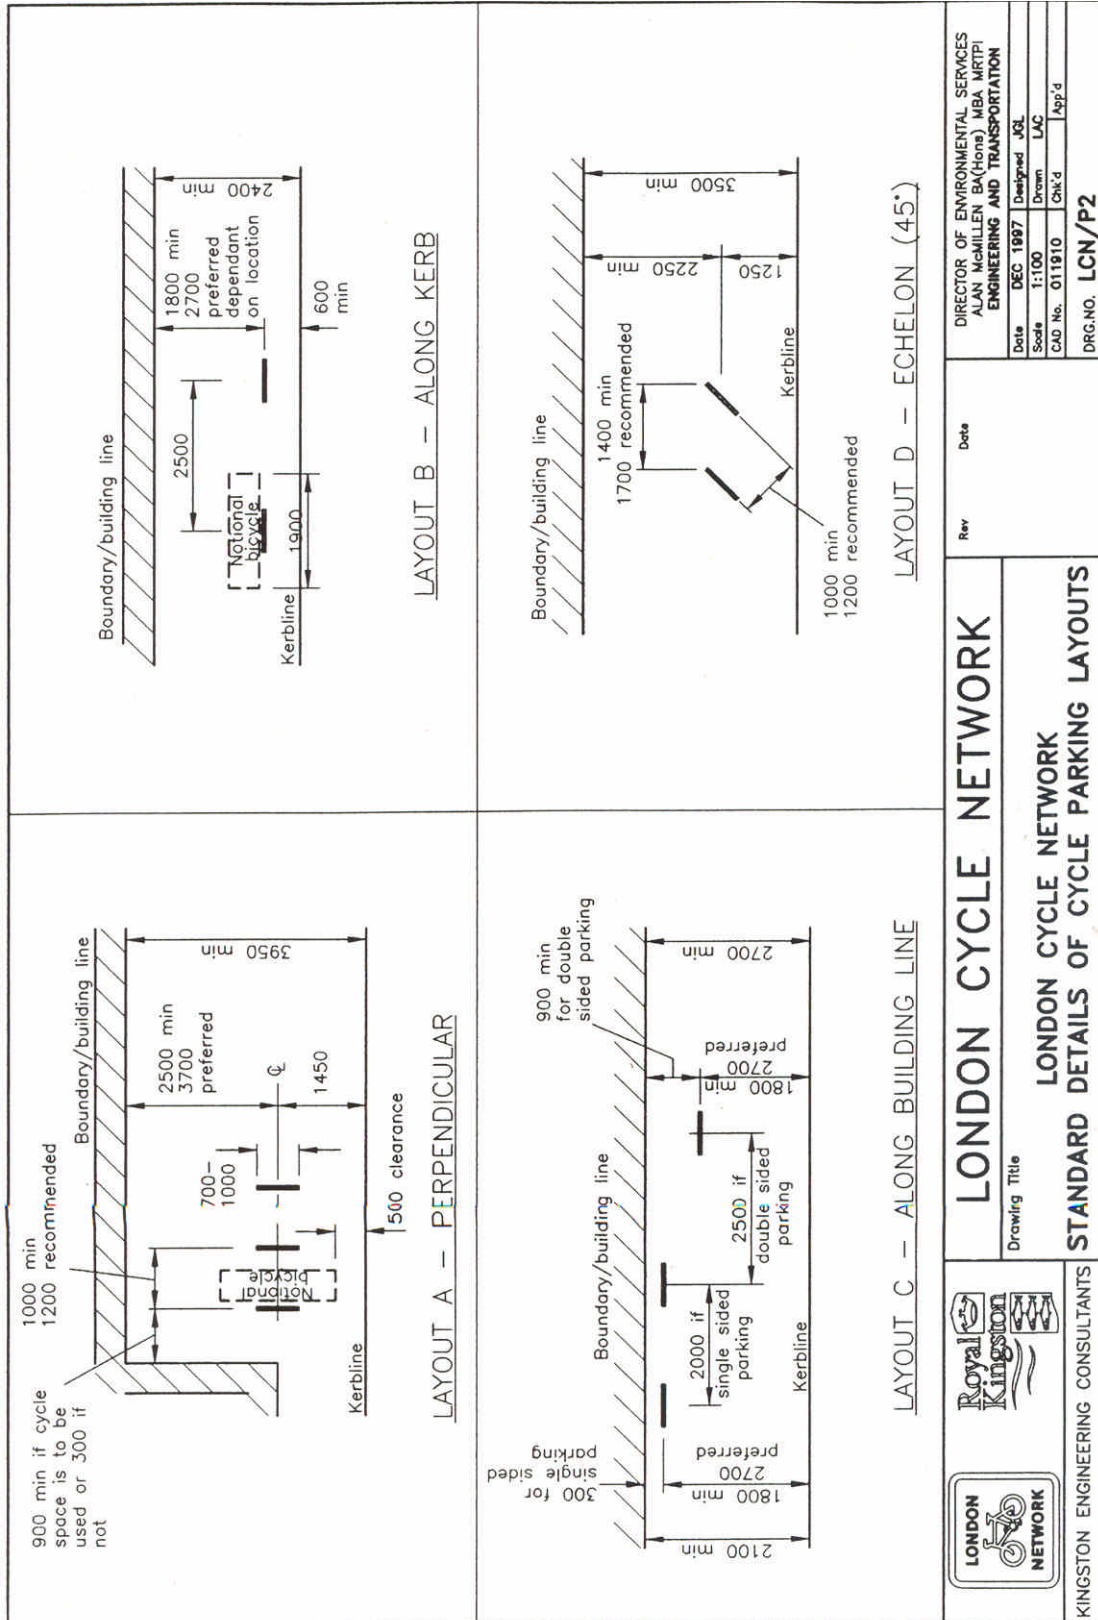 900 min if cycle
space is to be
used or 300 if
not
1000 min
1200 recommended
Boundary/building line
2500 min
3700
preferred
3950 min
700-
1000
℄
1450
Notional
bicycle
500 clearance
Kerbline
LAYOUT A – PERPENDICULAR
Boundary/building line
2500
1800 min
2700
preferred
dependant
on location
2400 min
Notional
bicycle
1900
600
min
Kerbline
LAYOUT B – ALONG KERB
300 for
single sided
parking
Boundary/building line
900 min
for double
sided parking
2100 min
1800 min
2700
preferred
2000 if
single sided
parking
2500 if
double sided
parking
1800 min
2700
preferred
2700 min
Kerbline
LAYOUT C – ALONG BUILDING LINE
Boundary/building line
1400 min
1700 recommended
2250 min
3500 min
1250
Kerbline
1000 min
1200 recommended
LAYOUT D – ECHELON (45°)
LONDON
NETWORK
Royal
Kingston
KINGSTON ENGINEERING CONSULTANTS
LONDON CYCLE NETWORK
Drawing Title
LONDON CYCLE NETWORK
STANDARD DETAILS OF CYCLE PARKING LAYOUTS
Rev Date
DIRECTOR OF ENVIRONMENTAL SERVICES
ALAN McMILLEN BA(Hons) MBA MRTPI
ENGINEERING AND TRANSPORTATION
Date DEC 1997 Designed JGL
Scale 1:100 Drawn LAC
CAD No. 011910 Chk'd App'd
DRG.NO. LCN/P2